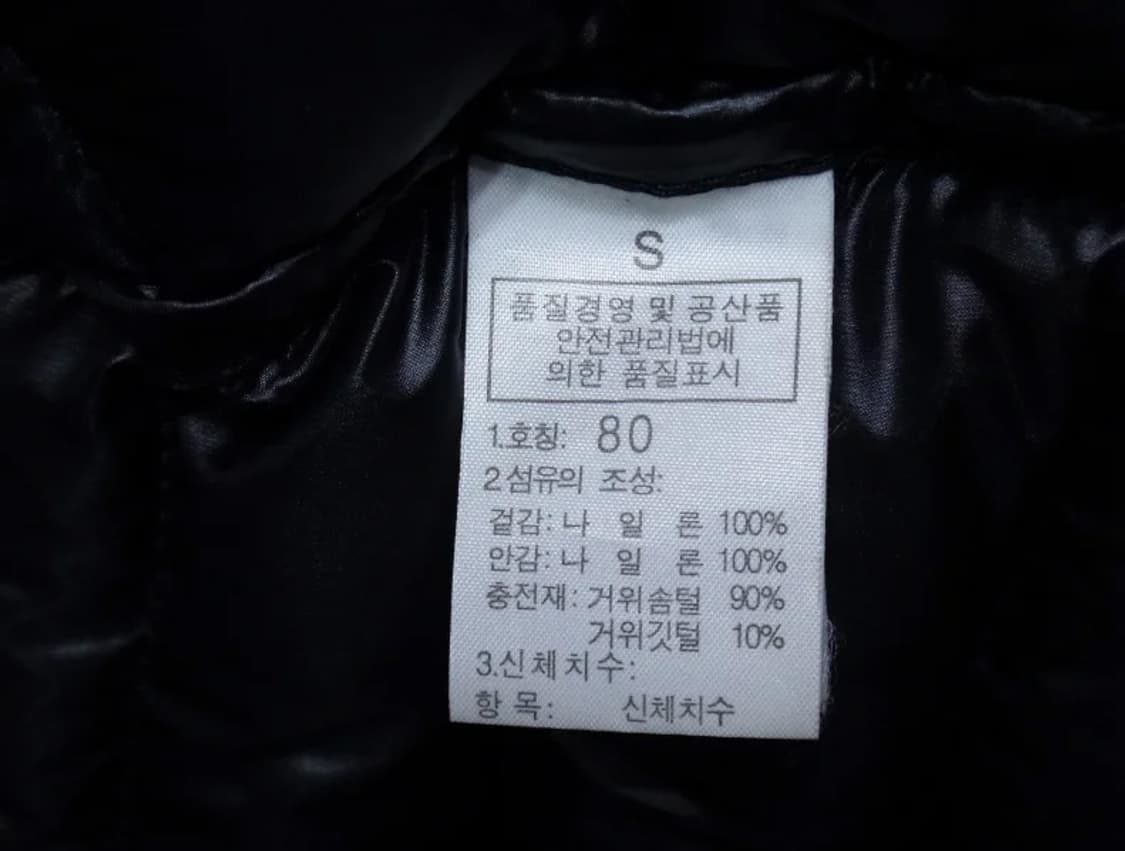 S
품질경영 및 공산품
안전관리법에
의한 품질표시
1.호칭: 80
2섬유의 조성:
겉감: 나 일 론 100%
안감: 나 일 론 100%
충전재: 거위솜털 90%
거위깃털 10%
3.신체치수:
항 목: 신체치수